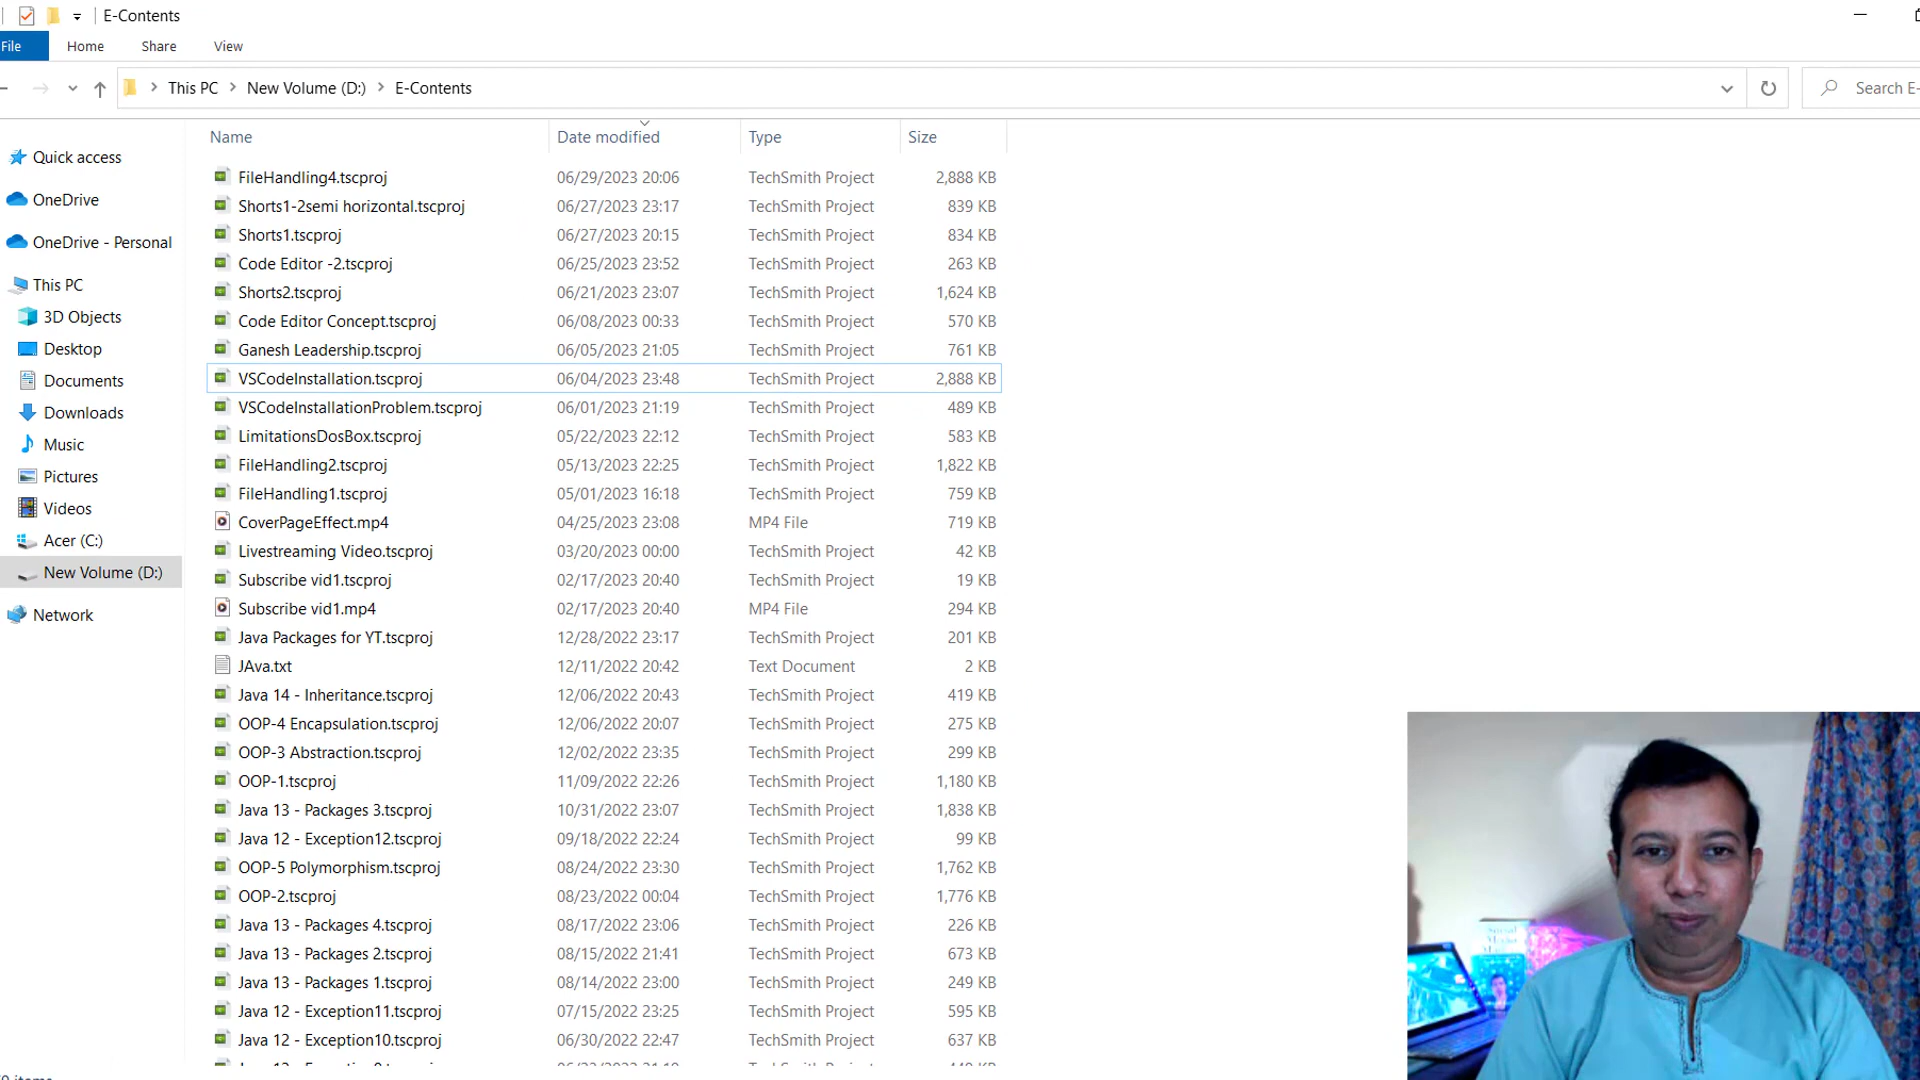 E-Contents
File Home Share View
This PC New Volume (D:) E-Contents Search E-
Name Date modified Type Size
Quick access
OneDrive
OneDrive - Personal
This PC
3D Objects
Desktop
Documents
Downloads
Music
Pictures
Videos
Acer (C:)
New Volume (D:)
Network
FileHandling4.tscproj 06/29/2023 20:06 TechSmith Project 2,888 KB
Shorts1-2semi horizontal.tscproj 06/27/2023 23:17 TechSmith Project 839 KB
Shorts1.tscproj 06/27/2023 20:15 TechSmith Project 834 KB
Code Editor -2.tscproj 06/25/2023 23:52 TechSmith Project 263 KB
Shorts2.tscproj 06/21/2023 23:07 TechSmith Project 1,624 KB
Code Editor Concept.tscproj 06/08/2023 00:33 TechSmith Project 570 KB
Ganesh Leadership.tscproj 06/05/2023 21:05 TechSmith Project 761 KB
VSCodeInstallation.tscproj 06/04/2023 23:48 TechSmith Project 2,888 KB
VSCodeInstallationProblem.tscproj 06/01/2023 21:19 TechSmith Project 489 KB
LimitationsDosBox.tscproj 05/22/2023 22:12 TechSmith Project 583 KB
FileHandling2.tscproj 05/13/2023 22:25 TechSmith Project 1,822 KB
FileHandling1.tscproj 05/01/2023 16:18 TechSmith Project 759 KB
CoverPageEffect.mp4 04/25/2023 23:08 MP4 File 719 KB
Livestreaming Video.tscproj 03/20/2023 00:00 TechSmith Project 42 KB
Subscribe vid1.tscproj 02/17/2023 20:40 TechSmith Project 19 KB
Subscribe vid1.mp4 02/17/2023 20:40 MP4 File 294 KB
Java Packages for YT.tscproj 12/28/2022 23:17 TechSmith Project 201 KB
JAva.txt 12/11/2022 20:42 Text Document 2 KB
Java 14 - Inheritance.tscproj 12/06/2022 20:43 TechSmith Project 419 KB
OOP-4 Encapsulation.tscproj 12/06/2022 20:07 TechSmith Project 275 KB
OOP-3 Abstraction.tscproj 12/02/2022 23:35 TechSmith Project 299 KB
OOP-1.tscproj 11/09/2022 22:26 TechSmith Project 1,180 KB
Java 13 - Packages 3.tscproj 10/31/2022 23:07 TechSmith Project 1,838 KB
Java 12 - Exception12.tscproj 09/18/2022 22:24 TechSmith Project 99 KB
OOP-5 Polymorphism.tscproj 08/24/2022 23:30 TechSmith Project 1,762 KB
OOP-2.tscproj 08/23/2022 00:04 TechSmith Project 1,776 KB
Java 13 - Packages 4.tscproj 08/17/2022 23:06 TechSmith Project 226 KB
Java 13 - Packages 2.tscproj 08/15/2022 21:41 TechSmith Project 673 KB
Java 13 - Packages 1.tscproj 08/14/2022 23:00 TechSmith Project 249 KB
Java 12 - Exception11.tscproj 07/15/2022 23:25 TechSmith Project 595 KB
Java 12 - Exception10.tscproj 06/30/2022 22:47 TechSmith Project 637 KB